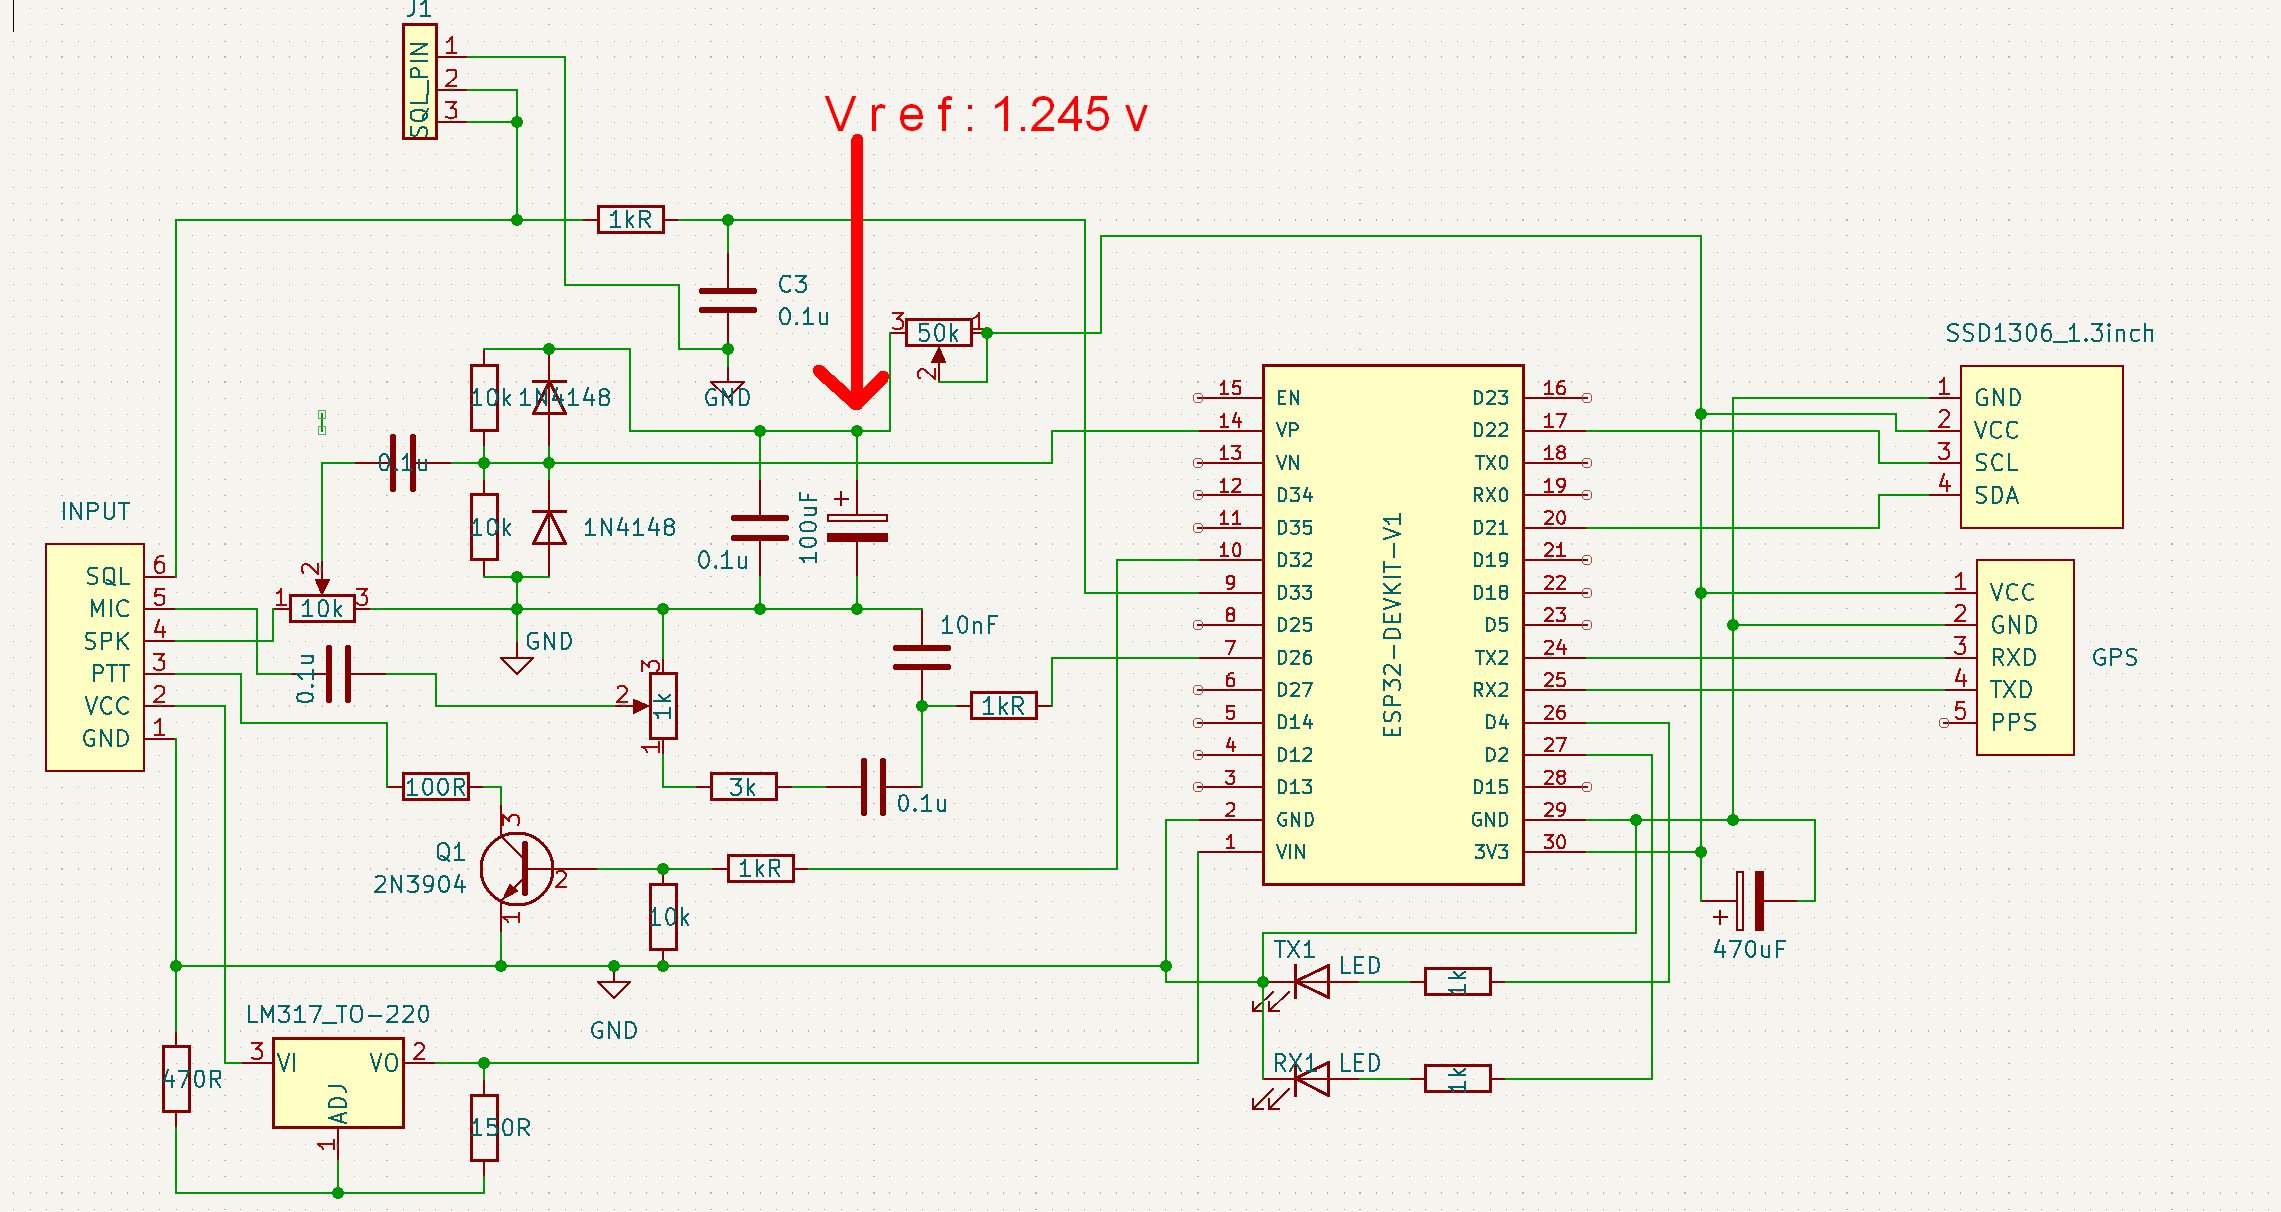 J1
SQL_PIN
1
2
3
V r e f : 1.245 v
1kR
C3
0.1u
GND
3
50k
1
2
10k
1N4148
0.1u
10k
1N4148
0.1u
100uF
+
INPUT
SQL 6
MIC 5
SPK 4
PTT 3
VCC 2
GND 1
2
1
10k
3
GND
0.1u
10nF
3
2
1k
1
1kR
100R
3k
0.1u
Q1
2N3904
3
2
1
1kR
10k
GND
LM317_TO-220
3
VI
VO
2
ADJ
1
470R
150R
ESP32-DEVKIT-V1
15 EN
14 VP
13 VN
12 D34
11 D35
10 D32
9 D33
8 D25
7 D26
6 D27
5 D14
4 D12
3 D13
2 GND
1 VIN
D23 16
D22 17
TX0 18
RX0 19
D21 20
D19 21
D18 22
D5 23
TX2 24
RX2 25
D4 26
D2 27
D15 28
GND 29
3V3 30
SSD1306_1.3inch
1 GND
2 VCC
3 SCL
4 SDA
1 VCC
2 GND
3 RXD
4 TXD
5 PPS
GPS
+
470uF
TX1 LED
1k
RX1 LED
1k